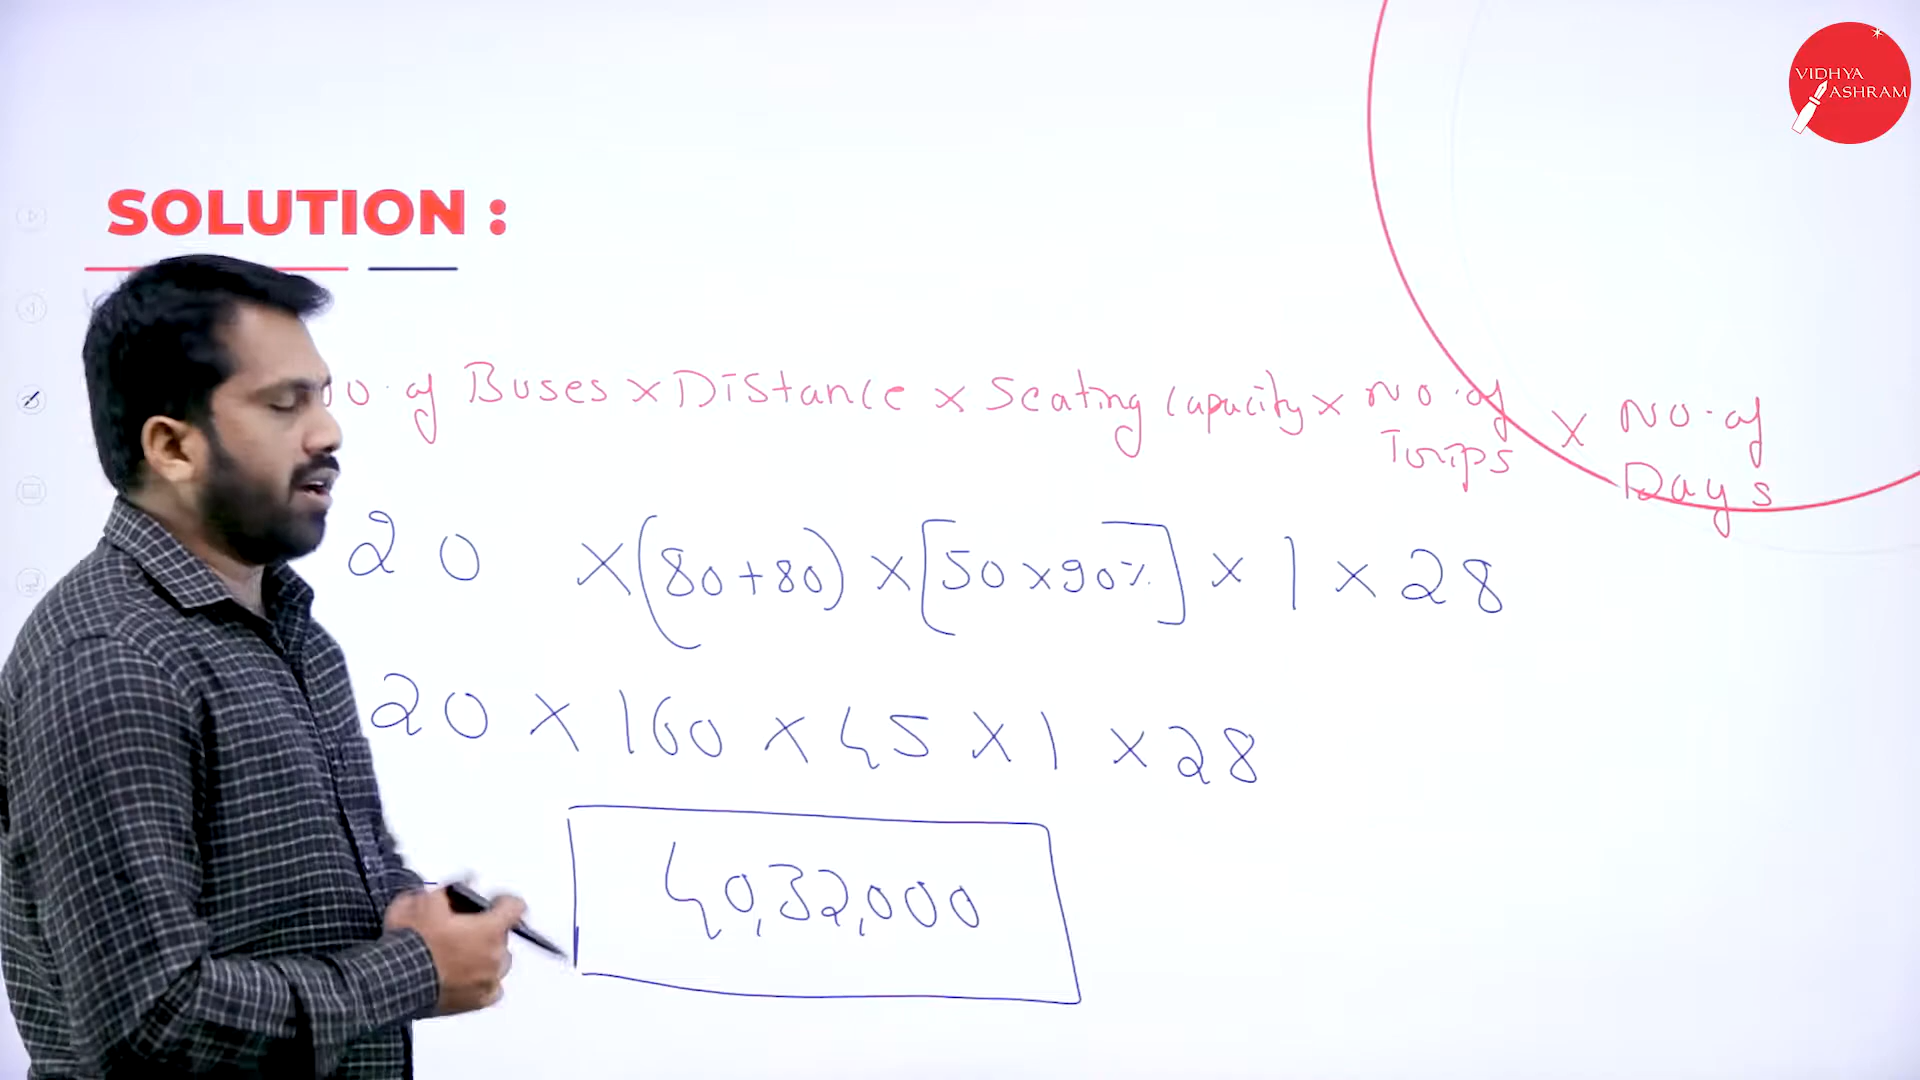 VIDHYA
ASHRAM
SOLUTION :
No. of Buses × Distance × Seating Capacity × No. of Trips × No. of Days
20 × (80+80) × [50 × 90%] × 1 × 28
20 × 160 × 45 × 1 × 28
40,32,000